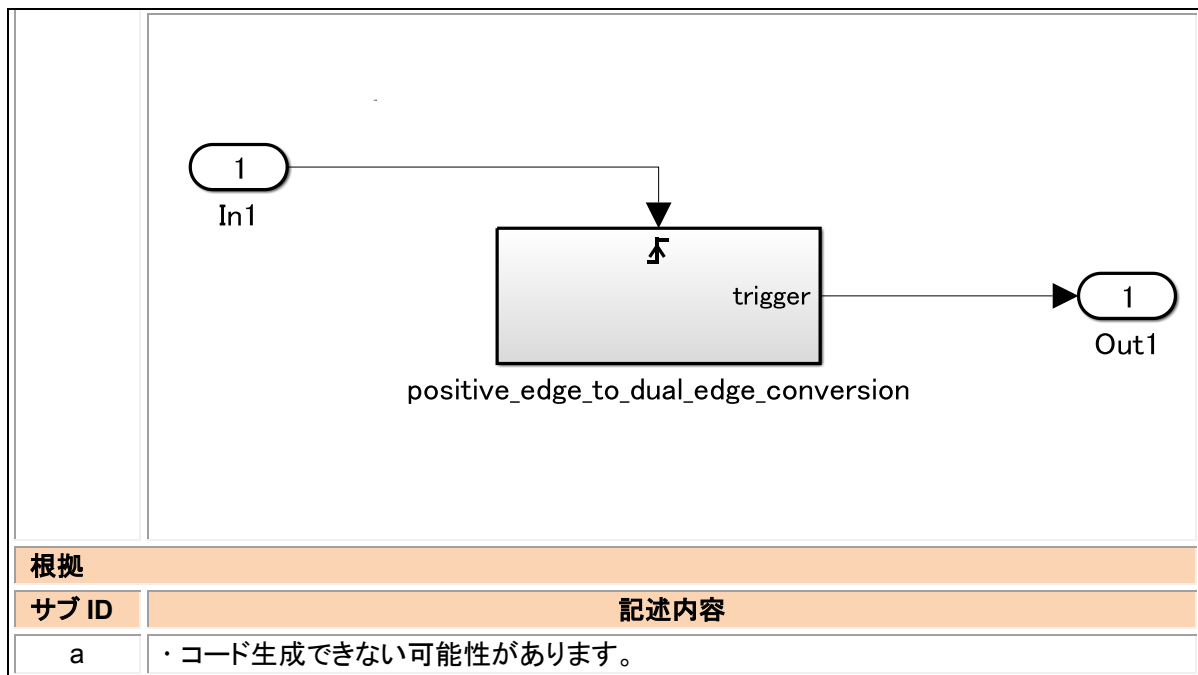 1
In1
trigger
1
Out1
positive_edge_to_dual_edge_conversion
根拠
サブ ID 記述内容
a ・コード生成できない可能性があります。